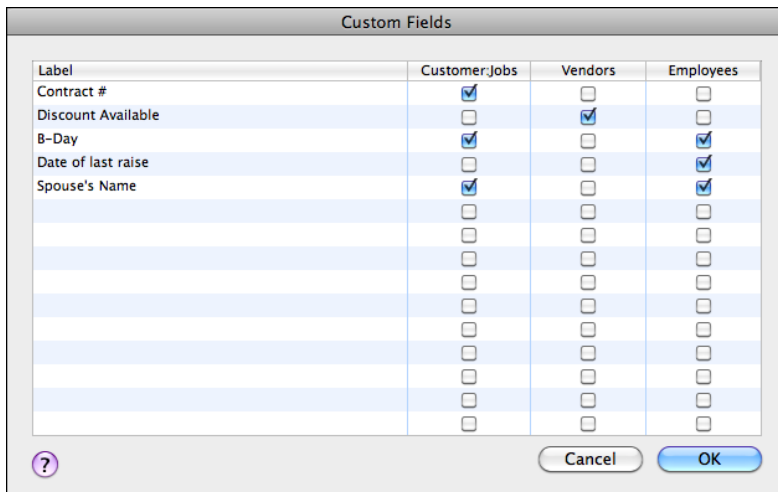 Custom Fields
Label Customer:Jobs Vendors Employees
Contract #
Discount Available
B-Day
Date of last raise
Spouse's Name
? Cancel OK